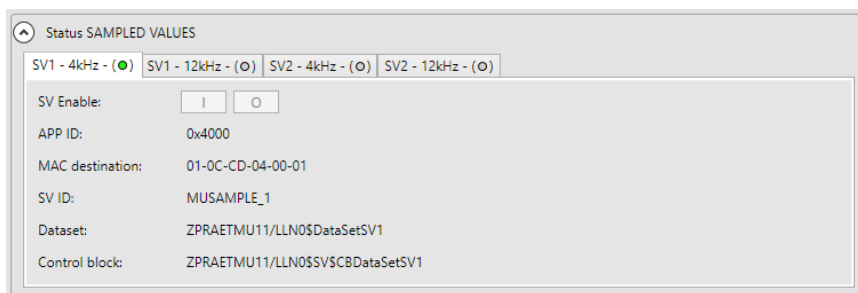 Status SAMPLED VALUES
SV1 - 4kHz - (O) SV1 - 12kHz - (O) SV2 - 4kHz - (O) SV2 - 12kHz - (O)
SV Enable: I O
APP ID: 0x4000
MAC destination: 01-0C-CD-04-00-01
SV ID: MUSAMPLE_1
Dataset: ZPRAETMU11/LLN0$DataSetSV1
Control block: ZPRAETMU11/LLN0$SV$CBDataSetSV1